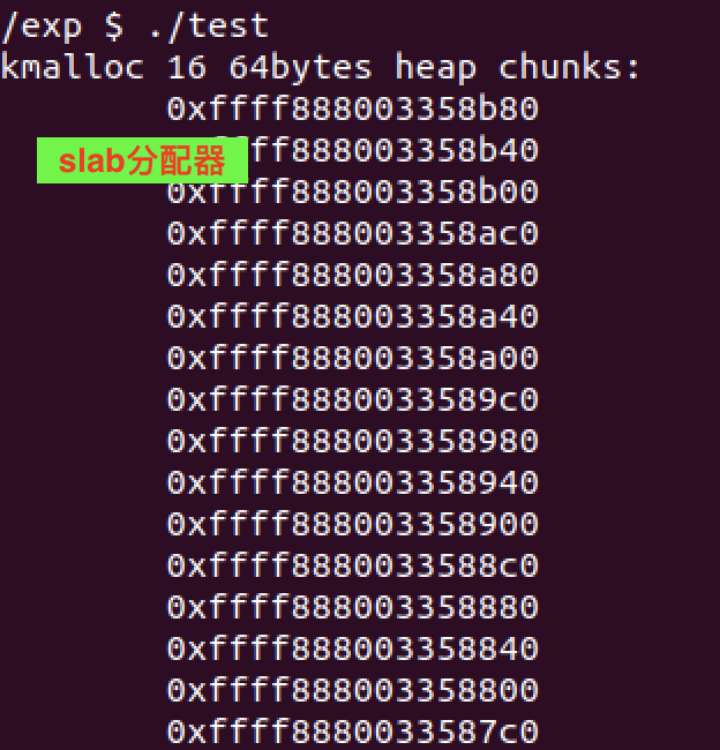 /exp $ ./test
kmalloc 16 64bytes heap chunks:
0xffff888003358b80
slab分配器
ff888003358b40
0xffff888003358b00
0xffff888003358ac0
0xffff888003358a80
0xffff888003358a40
0xffff888003358a00
0xffff8880033589c0
0xffff888003358980
0xffff888003358940
0xffff888003358900
0xffff8880033588c0
0xffff888003358880
0xffff888003358840
0xffff888003358800
0xffff8880033587c0